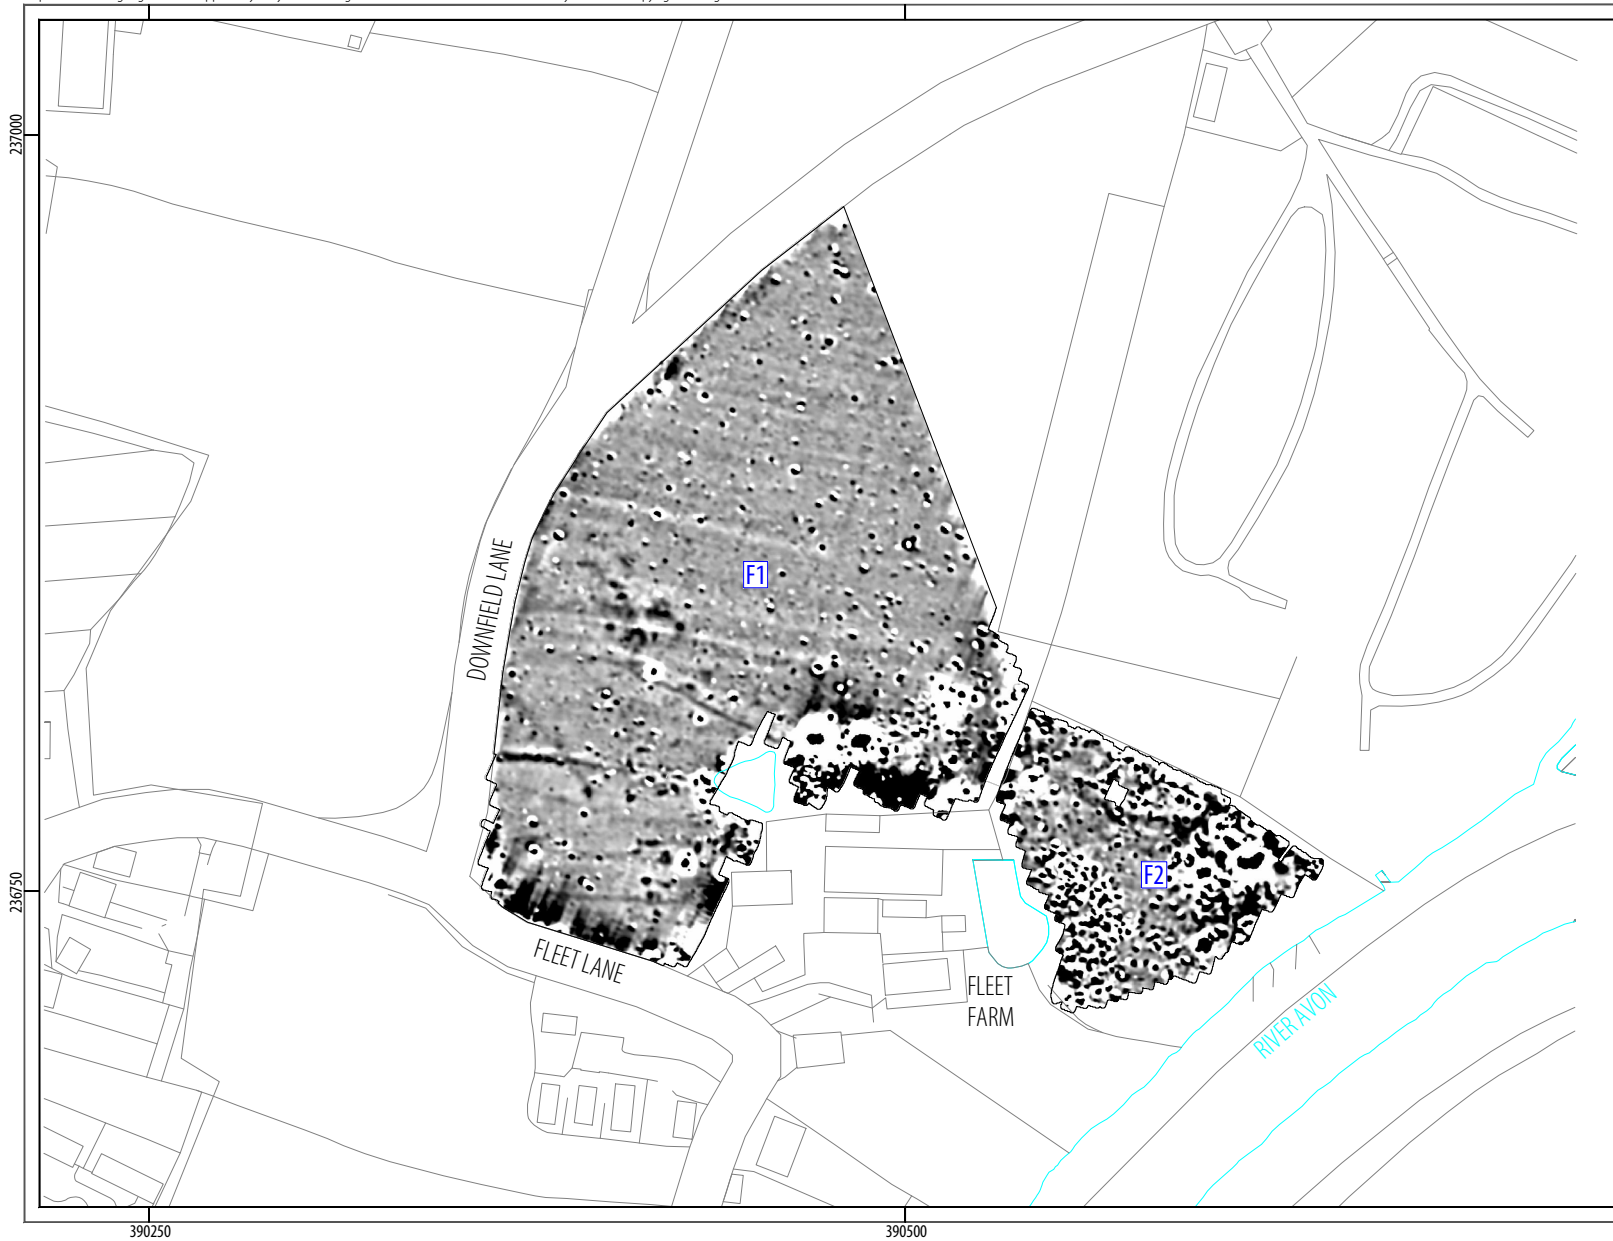 237000
F1
DOWNFIELD LANE
F2
236750
FLEET LANE
FLEET
FARM
RIVER AVON
390250
390500